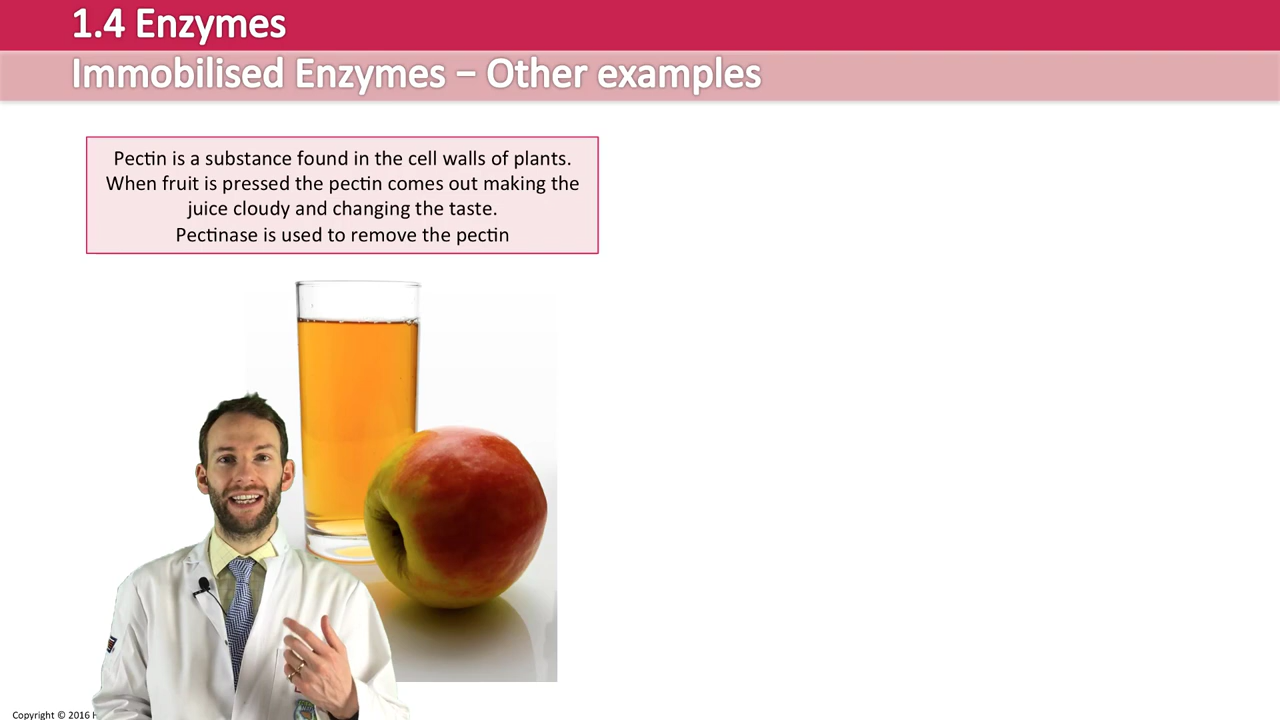 1.4 Enzymes
Immobilised Enzymes – Other examples
Pectin is a substance found in the cell walls of plants.
When fruit is pressed the pectin comes out making the
juice cloudy and changing the taste.
Pectinase is used to remove the pectin
Copyright © 2016